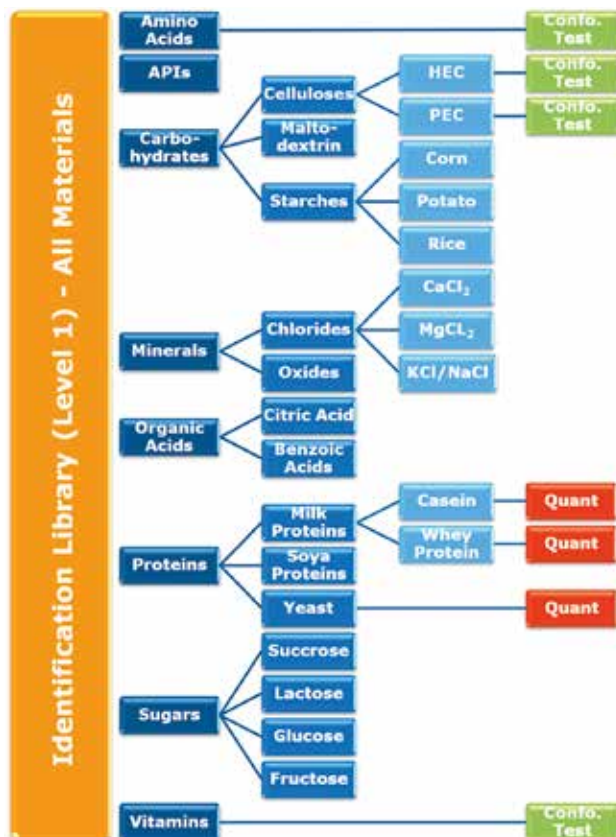 Identification Library (Level 1) - All Materials
Amino
Acids
Confo.
Test
APIs
HEC
Confo.
Test
Celluloses
PEC
Confo.
Test
Carbo-
hydrates
Malto-
dextrin
Corn
Starches
Potato
Rice
CaCl₂
Chlorides
MgCL₂
Minerals
Oxides
KCl/NaCl
Citric Acid
Organic
Acids
Benzoic
Acids
Milk
Proteins
Casein
Quant
Whey
Protein
Quant
Proteins
Soya
Proteins
Yeast
Quant
Succrose
Lactose
Sugars
Glucose
Fructose
Vitamins
Confo.
Test